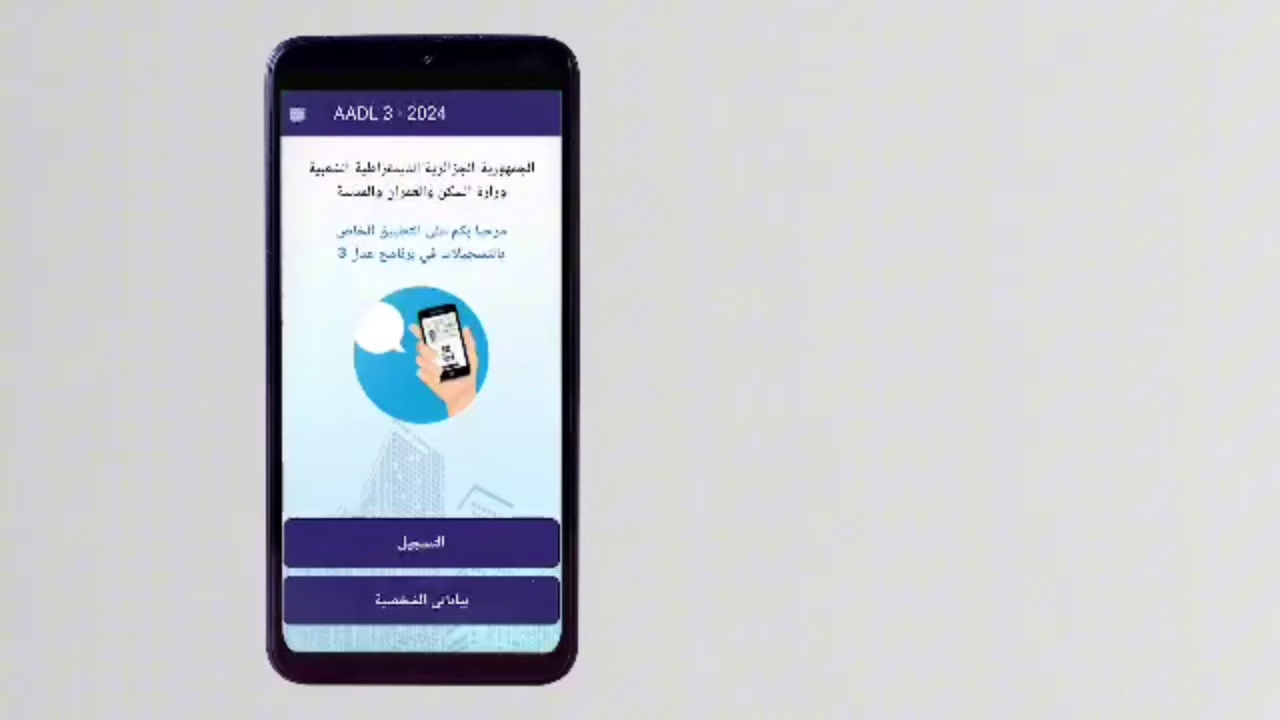 AADL 3 - 2024
الجمهورية الجزائرية الديمقراطية الشعبية
وزارة السكن والعمران والمدينة
مرحبا بكم على التطبيق الخاص
بالتسجيلات في برنامج عدل 3
التسجيل
بياناتي الشخصية